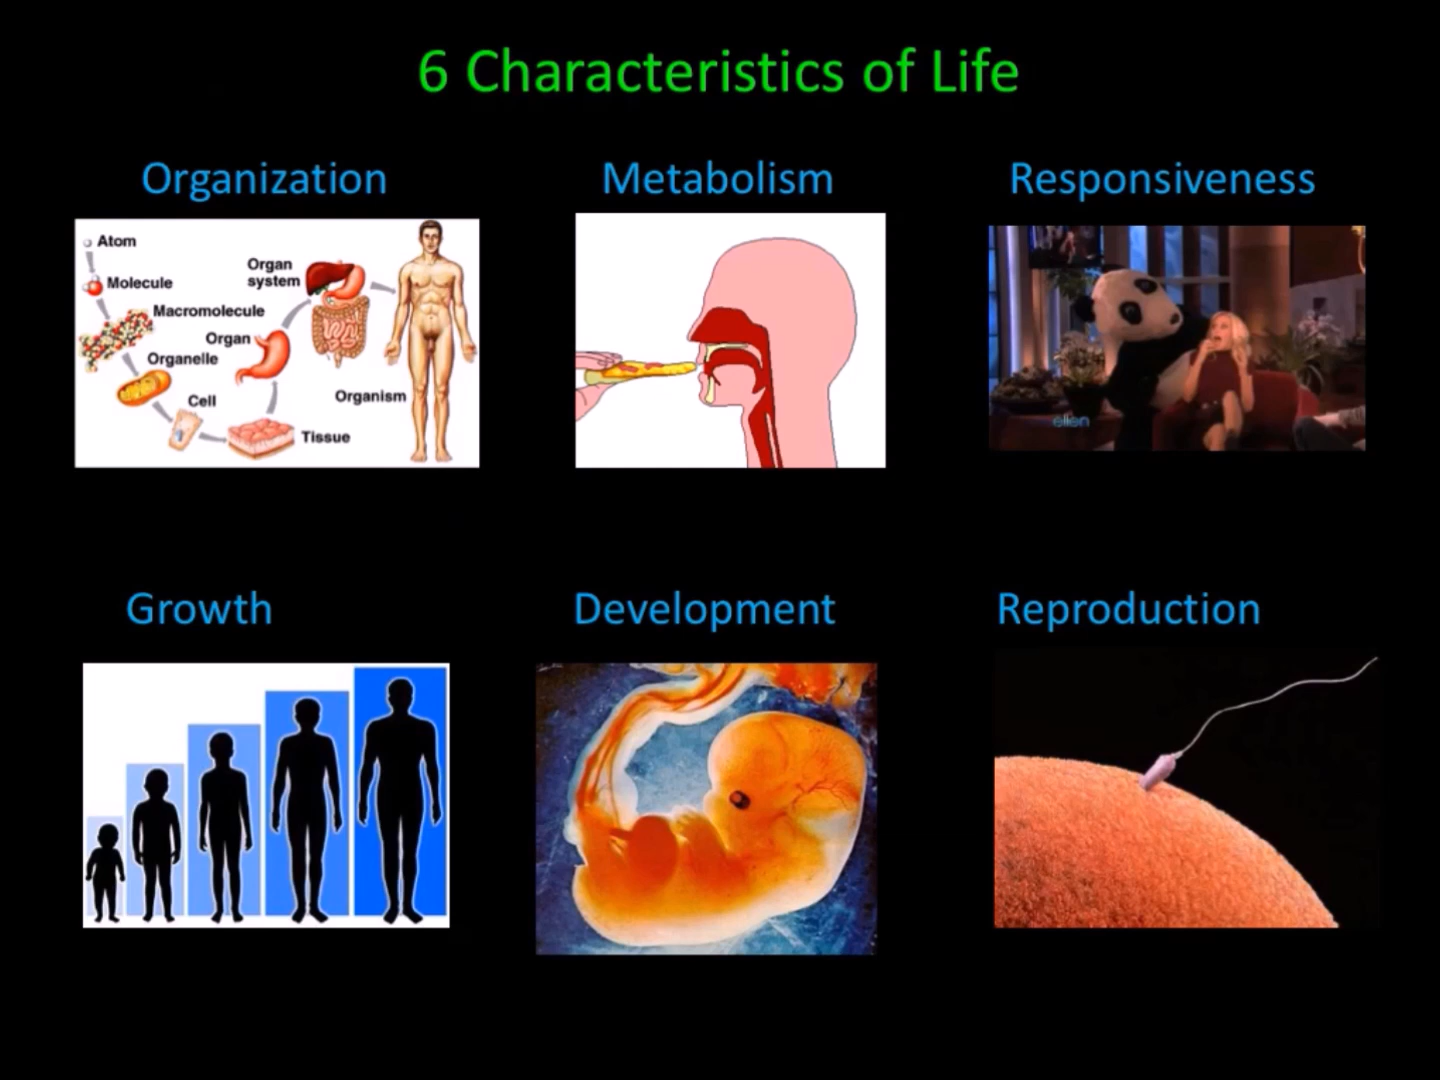 6 Characteristics of Life
Organization
Metabolism
Responsiveness
Atom
Molecule
Macromolecule
Organelle
Cell
Tissue
Organ
Organ
system
Organism
ellen
Growth
Development
Reproduction